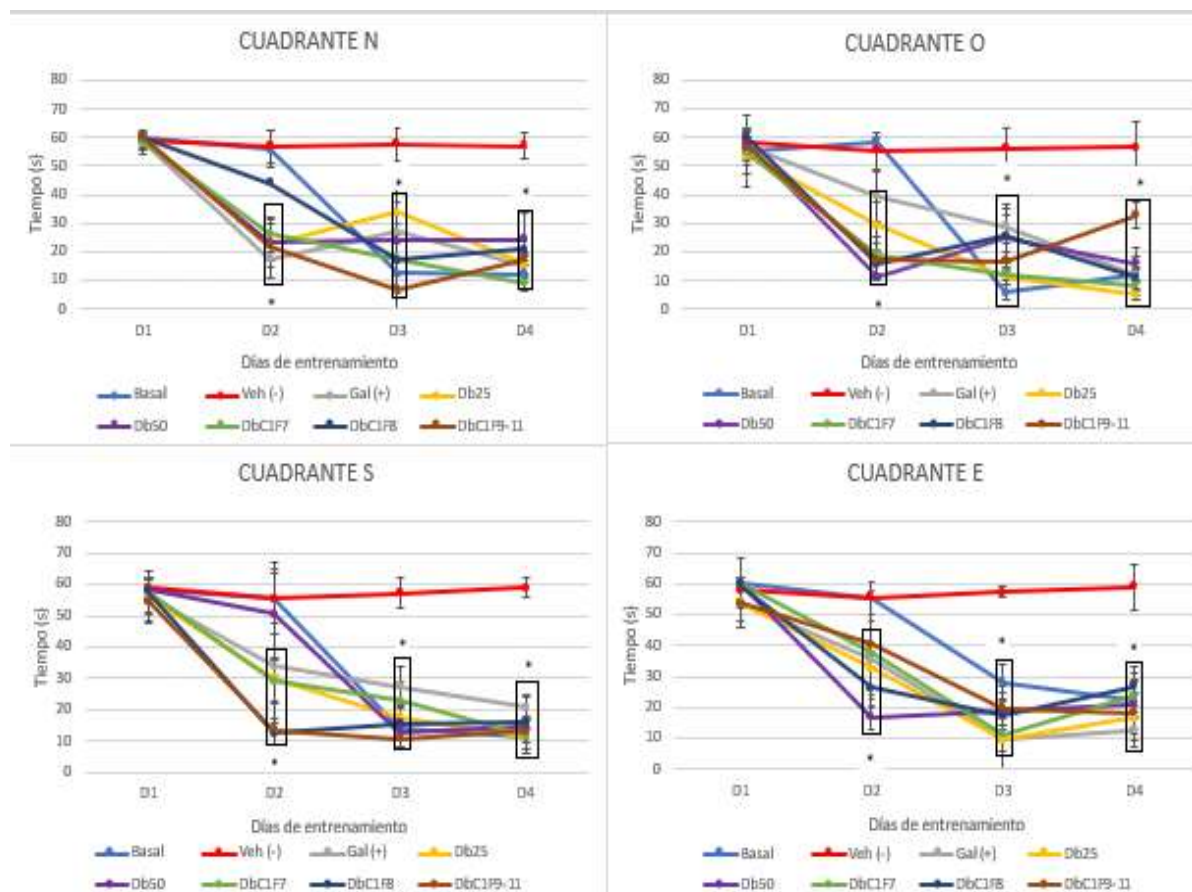 CUADRANTE N
Tiempo (s)
80
70
60
50
40
30
20
10
0
*
*
*
D1 D2 D3 D4
Días de entrenamiento
Basal Veh (-) Gal (+) Db25
Db50 DbC1F7 DbC1F8 DbC1F9-11
CUADRANTE O
Tiempo (s)
80
70
60
50
40
30
20
10
0
*
*
*
D1 D2 D3 D4
Días de entrenamiento
Basal Veh (-) Gal (+) Db25
Db50 DbC1F7 DbC1F8 DbC1F9-11
CUADRANTE S
Tiempo (s)
80
70
60
50
40
30
20
10
0
*
*
*
D1 D2 D3 D4
Días de entrenamiento
Basal Veh (-) Gal (+) Db25
Db50 DbC1F7 DbC1F8 DbC1F9-11
CUADRANTE E
Tiempo (s)
80
70
60
50
40
30
20
10
0
*
*
*
D1 D2 D3 D4
Días de entrenamiento
Basal Veh (-) Gal (+) Db25
Db50 DbC1F7 DbC1F8 DbC1F9-11